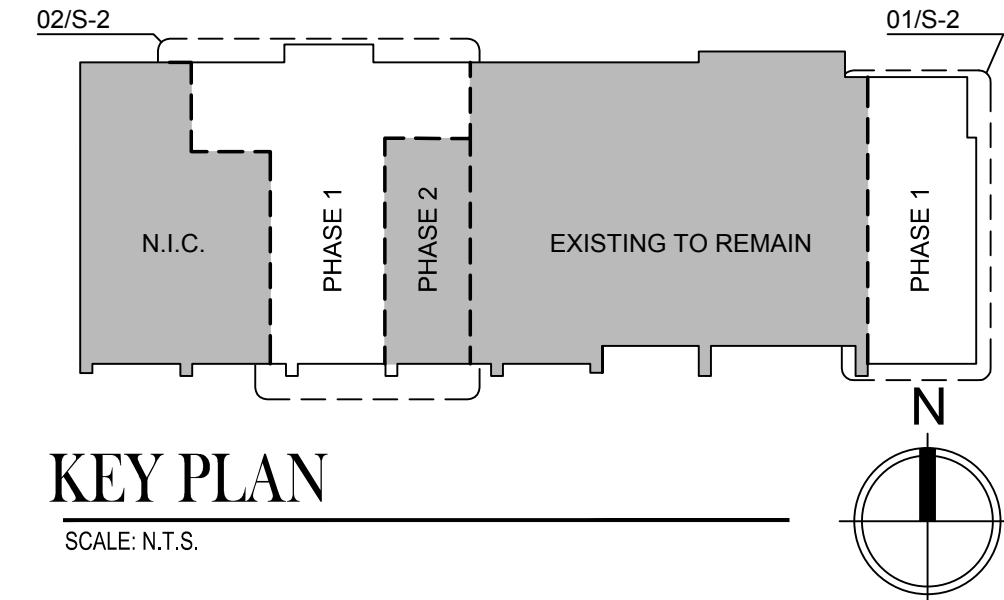 02/S-2
01/S-2
N.I.C.
PHASE 1
PHASE 2
EXISTING TO REMAIN
PHASE 1
N
KEY PLAN
SCALE: N.T.S.